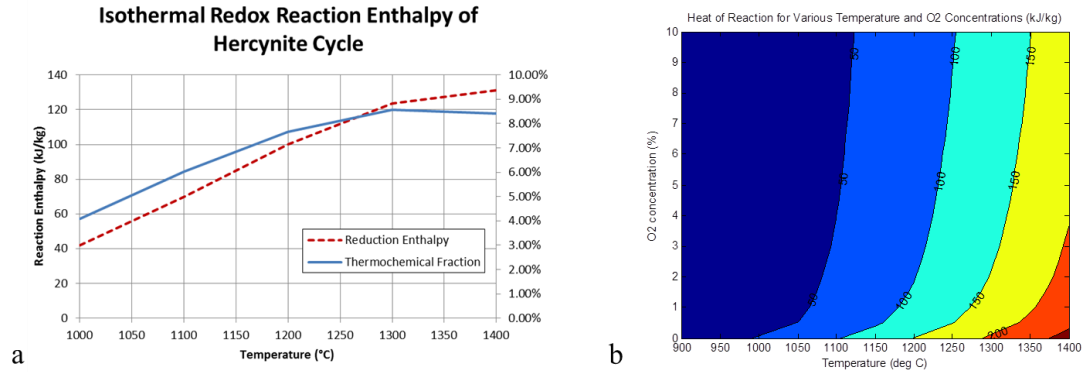 Isothermal Redox Reaction Enthalpy of
Hercynite Cycle
140
120
100
80
60
40
20
0
Reaction Enthalpy (kJ/kg)
10.00%
9.00%
8.00%
7.00%
6.00%
5.00%
4.00%
3.00%
2.00%
1.00%
0.00%
Reduction Enthalpy
Thermochemical Fraction
1000 1050 1100 1150 1200 1250 1300 1350 1400
Temperature (°C)
a
Heat of Reaction for Various Temperature and O2 Concentrations (kJ/kg)
10
9
8
7
6
5
4
3
2
1
0
O2 concentration (%)
50 100 150
50 100 150
50 100 150
200
900 950 1000 1050 1100 1150 1200 1250 1300 1350 1400
Temperature (deg C)
b